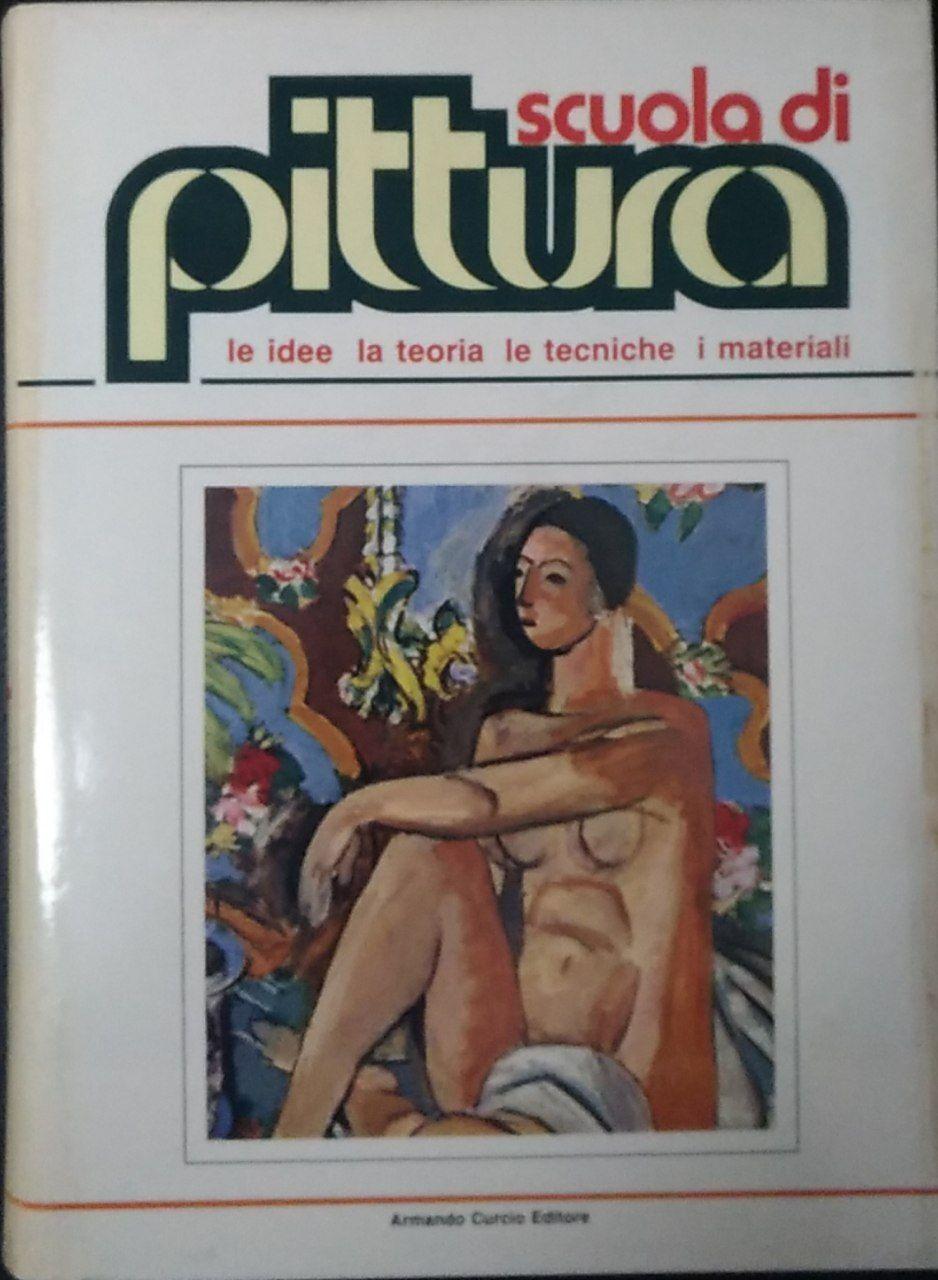 scuola di
pittura
le idee la teoria le tecniche i materiali
Armando Curcio Editore